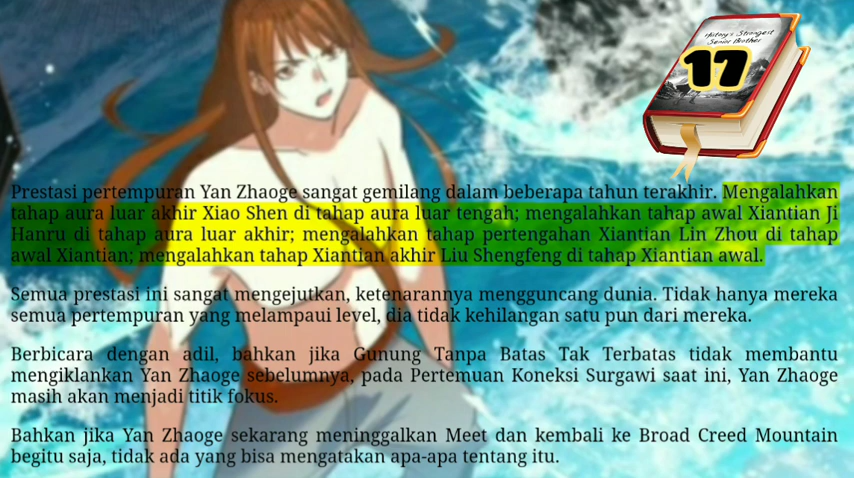 History's Strongest
Senior Brother
17
Prestasi pertempuran Yan Zhaoge sangat gemilang dalam beberapa tahun terakhir. Mengalahkan
tahap aura luar akhir Xiao Shen di tahap aura luar tengah; mengalahkan tahap awal Xiantian Ji
Hanru di tahap aura luar akhir; mengalahkan tahap pertengahan Xiantian Lin Zhou di tahap
awal Xiantian; mengalahkan tahap Xiantian akhir Liu Shengfeng di tahap Xiantian awal.
Semua prestasi ini sangat mengejutkan, ketenarannya mengguncang dunia. Tidak hanya mereka
semua pertempuran yang melampaui level, dia tidak kehilangan satu pun dari mereka.
Berbicara dengan adil, bahkan jika Gunung Tanpa Batas Tak Terbatas tidak membantu
mengiklankan Yan Zhaoge sebelumnya, pada Pertemuan Koneksi Surgawi saat ini, Yan Zhaoge
masih akan menjadi titik fokus.
Bahkan jika Yan Zhaoge sekarang meninggalkan Meet dan kembali ke Broad Creed Mountain
begitu saja, tidak ada yang bisa mengatakan apa-apa tentang itu.